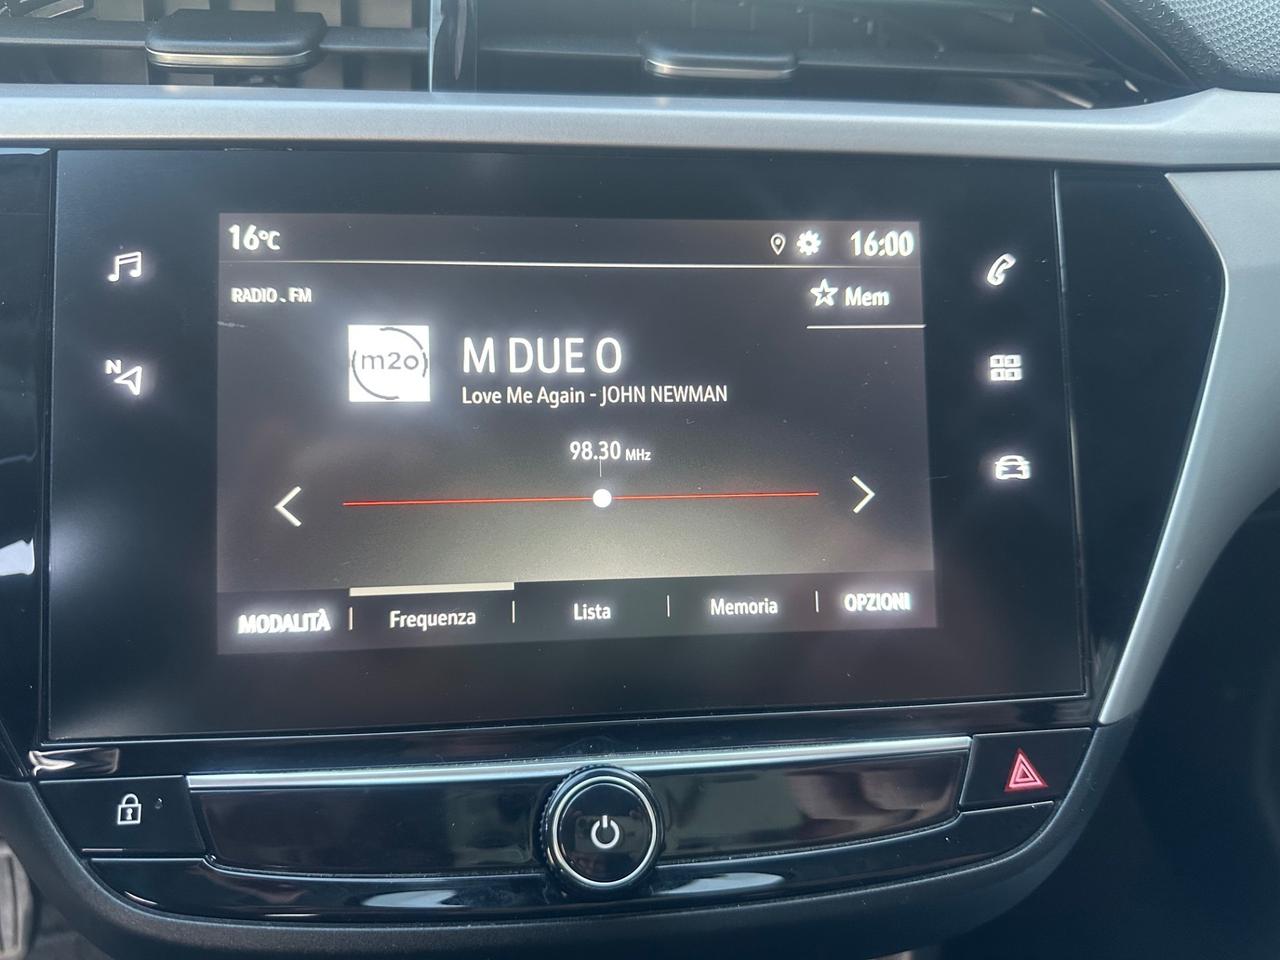 16°C
16:00
RADIO . FM
Mem
m2o
M DUE O
Love Me Again - JOHN NEWMAN
98.30 MHz
N
MODALITÀ
Frequenza
Lista
Memoria
OPZIONI